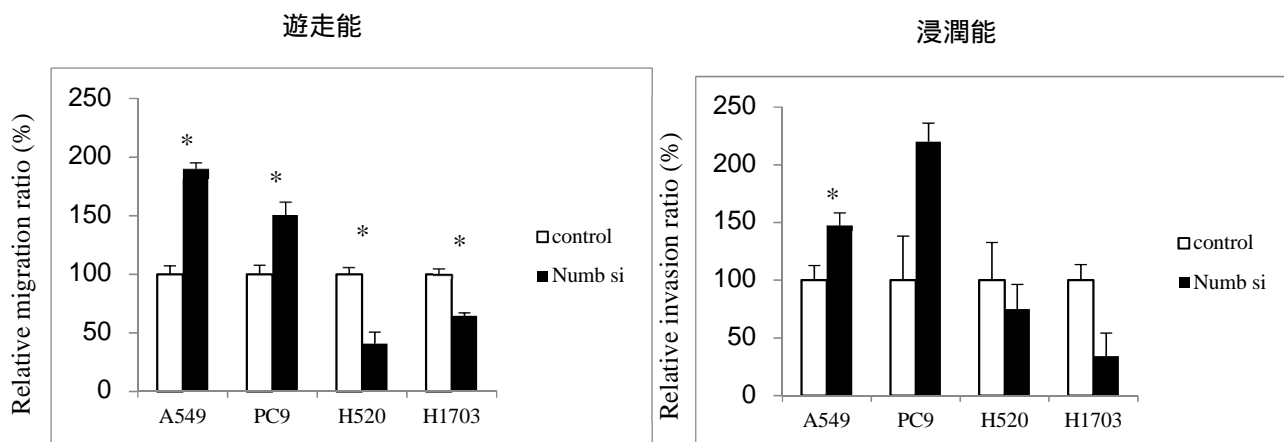 遊走能
Relative migration ratio (%)
250
200
150
100
50
0
* * * *
A549 PC9 H520 H1703
control
Numb si
浸潤能
Relative invasion ratio (%)
250
200
150
100
50
0
*
A549 PC9 H520 H1703
control
Numb si